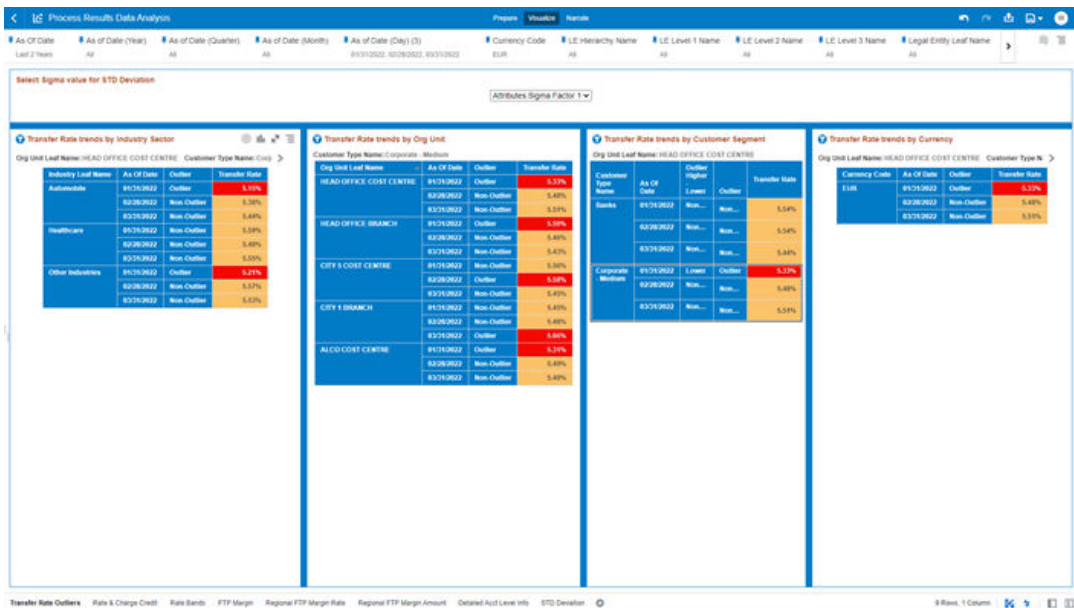 Process Results Data Analysis
Prepare Visualize Narrate
As Of Date As of Date (Year) As of Date (Quarter) As of Date (Month) As of Date (Day) (3) Currency Code LE Hierarchy Name LE Level 1 Name LE Level 2 Name LE Level 3 Name Legal Entity Leaf Name
Last 2 Years All All All 01/31/2022, 02/28/2022, 03/31/2022 EUR All All All All All
Select Sigma value for STD Deviation
Attributes Sigma Factor 1
Transfer Rate trends by Industry Sector
Org Unit Leaf Name: HEAD OFFICE COST CENTRE Customer Type Name: Corp
Industry Leaf Name As Of Date Outlier Transfer Rate
Automobile 01/31/2022 Outlier
02/28/2022 Non-Outlier 5.38%
03/31/2022 Non-Outlier 5.44%
Healthcare 01/31/2022 Non-Outlier 5.59%
02/28/2022 Non-Outlier 5.49%
03/31/2022 Non-Outlier 5.55%
Other Industries 01/31/2022 Outlier 5.21%
02/28/2022 Non-Outlier 5.57%
03/31/2022 Non-Outlier
Transfer Rate trends by Org Unit
Customer Type Name: Corporate - Medium
Org Unit Leaf Name As Of Date Outlier Transfer Rate
HEAD OFFICE COST CENTRE 01/31/2022 Outlier 5.33%
02/28/2022 Non-Outlier 5.48%
03/31/2022 Non-Outlier 5.51%
HEAD OFFICE BRANCH 01/31/2022 Outlier
02/28/2022 Non-Outlier
03/31/2022 Non-Outlier 5.43%
CITY 5 COST CENTRE 01/31/2022 Non-Outlier
02/28/2022 Outlier 5.58%
03/31/2022 Non-Outlier 5.45%
CITY 1 BRANCH 01/31/2022 Non-Outlier 5.45%
02/28/2022 Non-Outlier 5.48%
03/31/2022 Outlier
ALCO COST CENTRE 01/31/2022 Outlier 5.31%
02/28/2022 Non-Outlier 5.49%
03/31/2022 Non-Outlier 5.48%
Transfer Rate trends by Customer Segment
Org Unit Leaf Name: HEAD OFFICE COST CENTRE
Customer Type Name As Of Date Outlier Higher Lower Outlier Transfer Rate
Banks 01/31/2022 Non... Non... 5.54%
02/28/2022 Non... Non... 5.54%
03/31/2022 Non... Non... 5.44%
Corporate - Medium 01/31/2022 Lower Outlier 5.33%
02/28/2022 Non... Non... 5.48%
03/31/2022 Non... Non... 5.51%
Transfer Rate trends by Currency
Org Unit Leaf Name: HEAD OFFICE COST CENTRE Customer Type N.
Currency Code As Of Date Outlier Transfer Rate
EUR 01/31/2022 Outlier 5.33%
02/28/2022 Non-Outlier 5.48%
03/31/2022 Non-Outlier 5.51%
Transfer Rate Outliers Rate & Charge Credit Rate Bands FTP Margin Regional FTP Margin Rate Regional FTP Margin Amount Detailed Acct Level Info STD Deviation
9 Rows, 1 Column